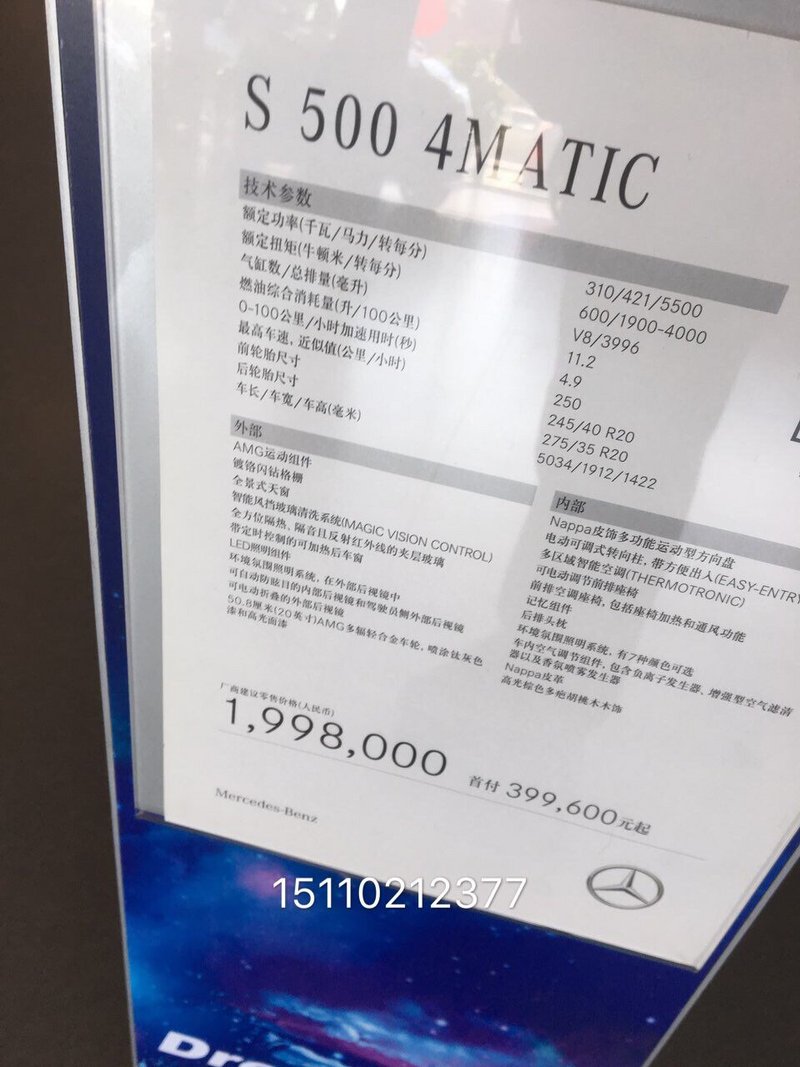 S 500 4MATIC
技术参数
额定功率(千瓦/马力/转每分) 310/421/5500
额定扭矩(牛顿米/转每分) 600/1900-4000
气缸数/总排量(毫升) V8/3996
燃油综合消耗量(升/100公里) 11.2
0-100公里/小时加速用时(秒) 4.9
最高车速, 近似值(公里/小时) 250
前轮胎尺寸 245/40 R20
后轮胎尺寸 275/35 R20
车长/车宽/车高(毫米) 5034/1912/1422
外部
AMG运动组件
镀铬闪钻格栅
全景式天窗
智能风挡玻璃清洗系统(MAGIC VISION CONTROL)
全方位隔热、隔音且反射红外线的夹层玻璃
带定时控制的可加热后车窗
LED照明组件
环境氛围照明系统, 在外部后视镜中
可自动防眩目的内部后视镜和驾驶员侧外部后视镜
可电动折叠的外部后视镜
50.8厘米(20英寸)AMG多辐轻合金车轮, 喷涂钛灰色
漆和高光面漆
内部
Nappa皮饰多功能运动型方向盘
电动可调式转向柱, 带方便出入(EASY-ENTRY
多区域智能空调(THERMOTRONIC)
可电动调节前排座椅
前排空调座椅, 包括座椅加热和通风功能
记忆组件
后排头枕
环境氛围照明系统, 有7种颜色可选
车内空气调节组件, 包含负离子发生器、增强型空气滤清
器以及香氛喷雾发生器
Nappa皮革
高光棕色多疤胡桃木木饰
厂商建议零售价格(人民币)
1,998,000 首付 399,600元起
Mercedes-Benz
15110212377
Dre